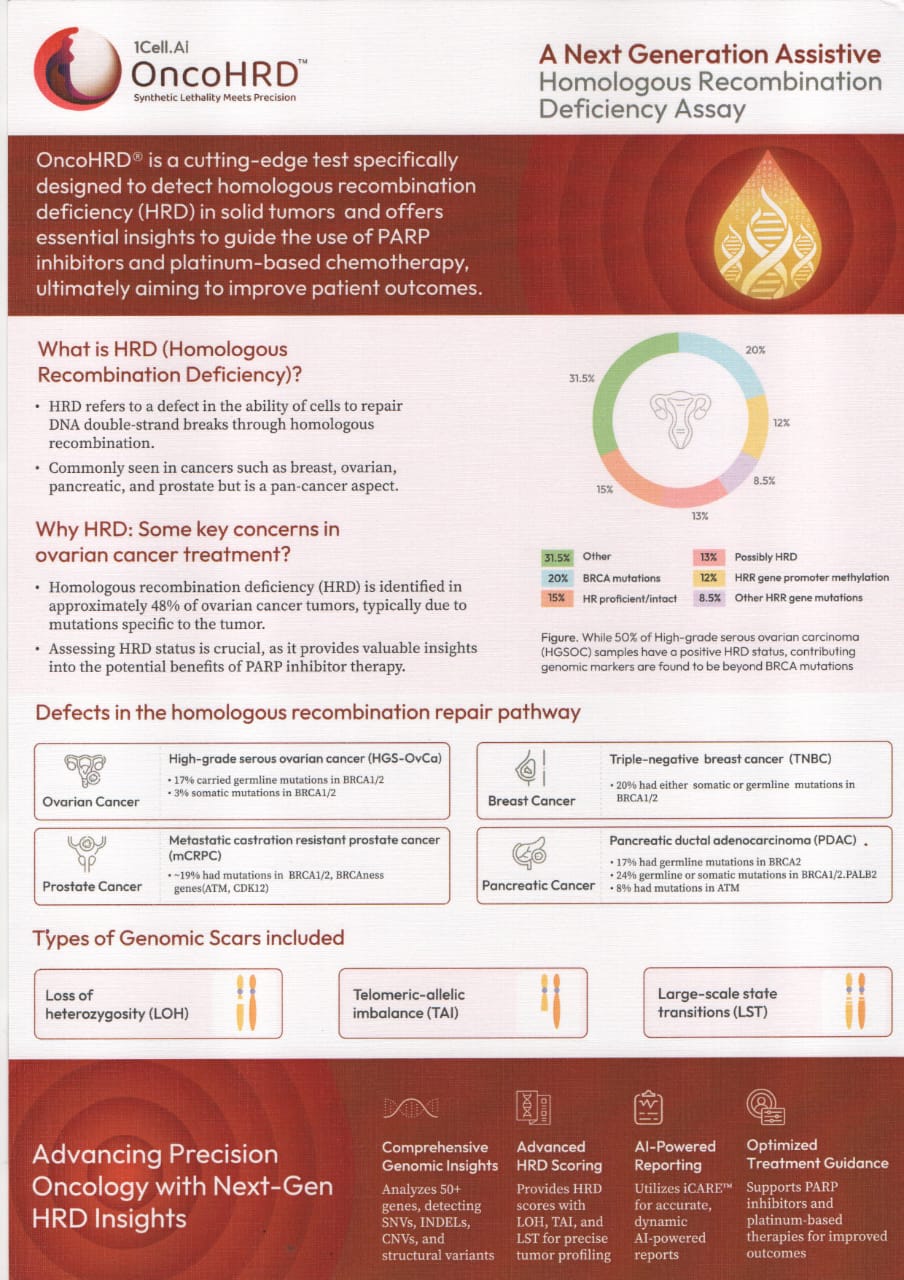 1Cell.Ai
OncoHRD™
Synthetic Lethality Meets Precision
A Next Generation Assistive
Homologous Recombination
Deficiency Assay
OncoHRD® is a cutting-edge test specifically
designed to detect homologous recombination
deficiency (HRD) in solid tumors and offers
essential insights to guide the use of PARP
inhibitors and platinum-based chemotherapy,
ultimately aiming to improve patient outcomes.
What is HRD (Homologous
Recombination Deficiency)?
• HRD refers to a defect in the ability of cells to repair
DNA double-strand breaks through homologous
recombination.
• Commonly seen in cancers such as breast, ovarian,
pancreatic, and prostate but is a pan-cancer aspect.
Why HRD: Some key concerns in
ovarian cancer treatment?
• Homologous recombination deficiency (HRD) is identified in
approximately 48% of ovarian cancer tumors, typically due to
mutations specific to the tumor.
• Assessing HRD status is crucial, as it provides valuable insights
into the potential benefits of PARP inhibitor therapy.
20%
31.5%
12%
8.5%
15%
13%
31.5% Other
13% Possibly HRD
20% BRCA mutations
12% HRR gene promoter methylation
15% HR proficient/intact
8.5% Other HRR gene mutations
Figure. While 50% of High-grade serous ovarian carcinoma
(HGSOC) samples have a positive HRD status, contributing
genomic markers are found to be beyond BRCA mutations
Defects in the homologous recombination repair pathway
Ovarian Cancer
High-grade serous ovarian cancer (HGS-OvCa)
• 17% carried germline mutations in BRCA1/2
• 3% somatic mutations in BRCA1/2
Breast Cancer
Triple-negative breast cancer (TNBC)
• 20% had either somatic or germline mutations in
BRCA1/2
Prostate Cancer
Metastatic castration resistant prostate cancer
(mCRPC)
• ~19% had mutations in BRCA1/2, BRCAness
genes(ATM, CDK12)
Pancreatic Cancer
Pancreatic ductal adenocarcinoma (PDAC)
• 17% had germline mutations in BRCA2
• 24% germline or somatic mutations in BRCA1/2.PALB2
• 8% had mutations in ATM
Types of Genomic Scars included
Loss of
heterozygosity (LOH)
Telomeric-allelic
imbalance (TAI)
Large-scale state
transitions (LST)
Advancing Precision
Oncology with Next-Gen
HRD Insights
Comprehensive
Genomic Insights
Analyzes 50+
genes, detecting
SNVs, INDELs,
CNVs, and
structural variants
Advanced
HRD Scoring
Provides HRD
scores with
LOH, TAI, and
LST for precise
tumor profiling
AI-Powered
Reporting
Utilizes iCARE™
for accurate,
dynamic
AI-powered
reports
Optimized
Treatment Guidance
Supports PARP
inhibitors and
platinum-based
therapies for improved
outcomes